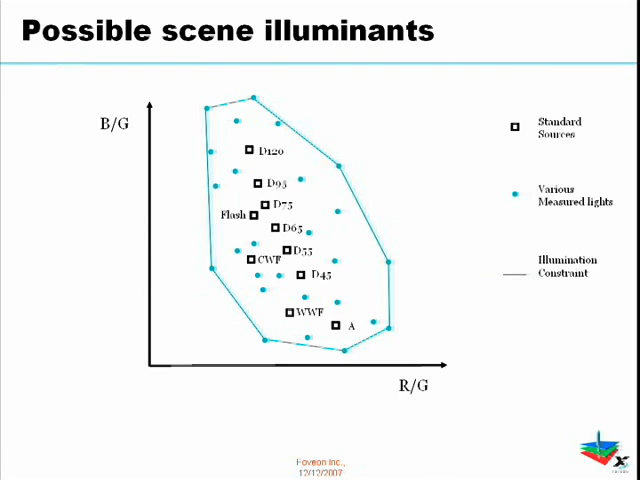 Possible scene illuminants
B/G
D120
D93
D75
Flash
D65
D55
CWF
D45
WWF
A
R/G
Standard
Sources
Various
Measured lights
Illumination
Constraint
Foveon Inc.,
12/12/2007
X